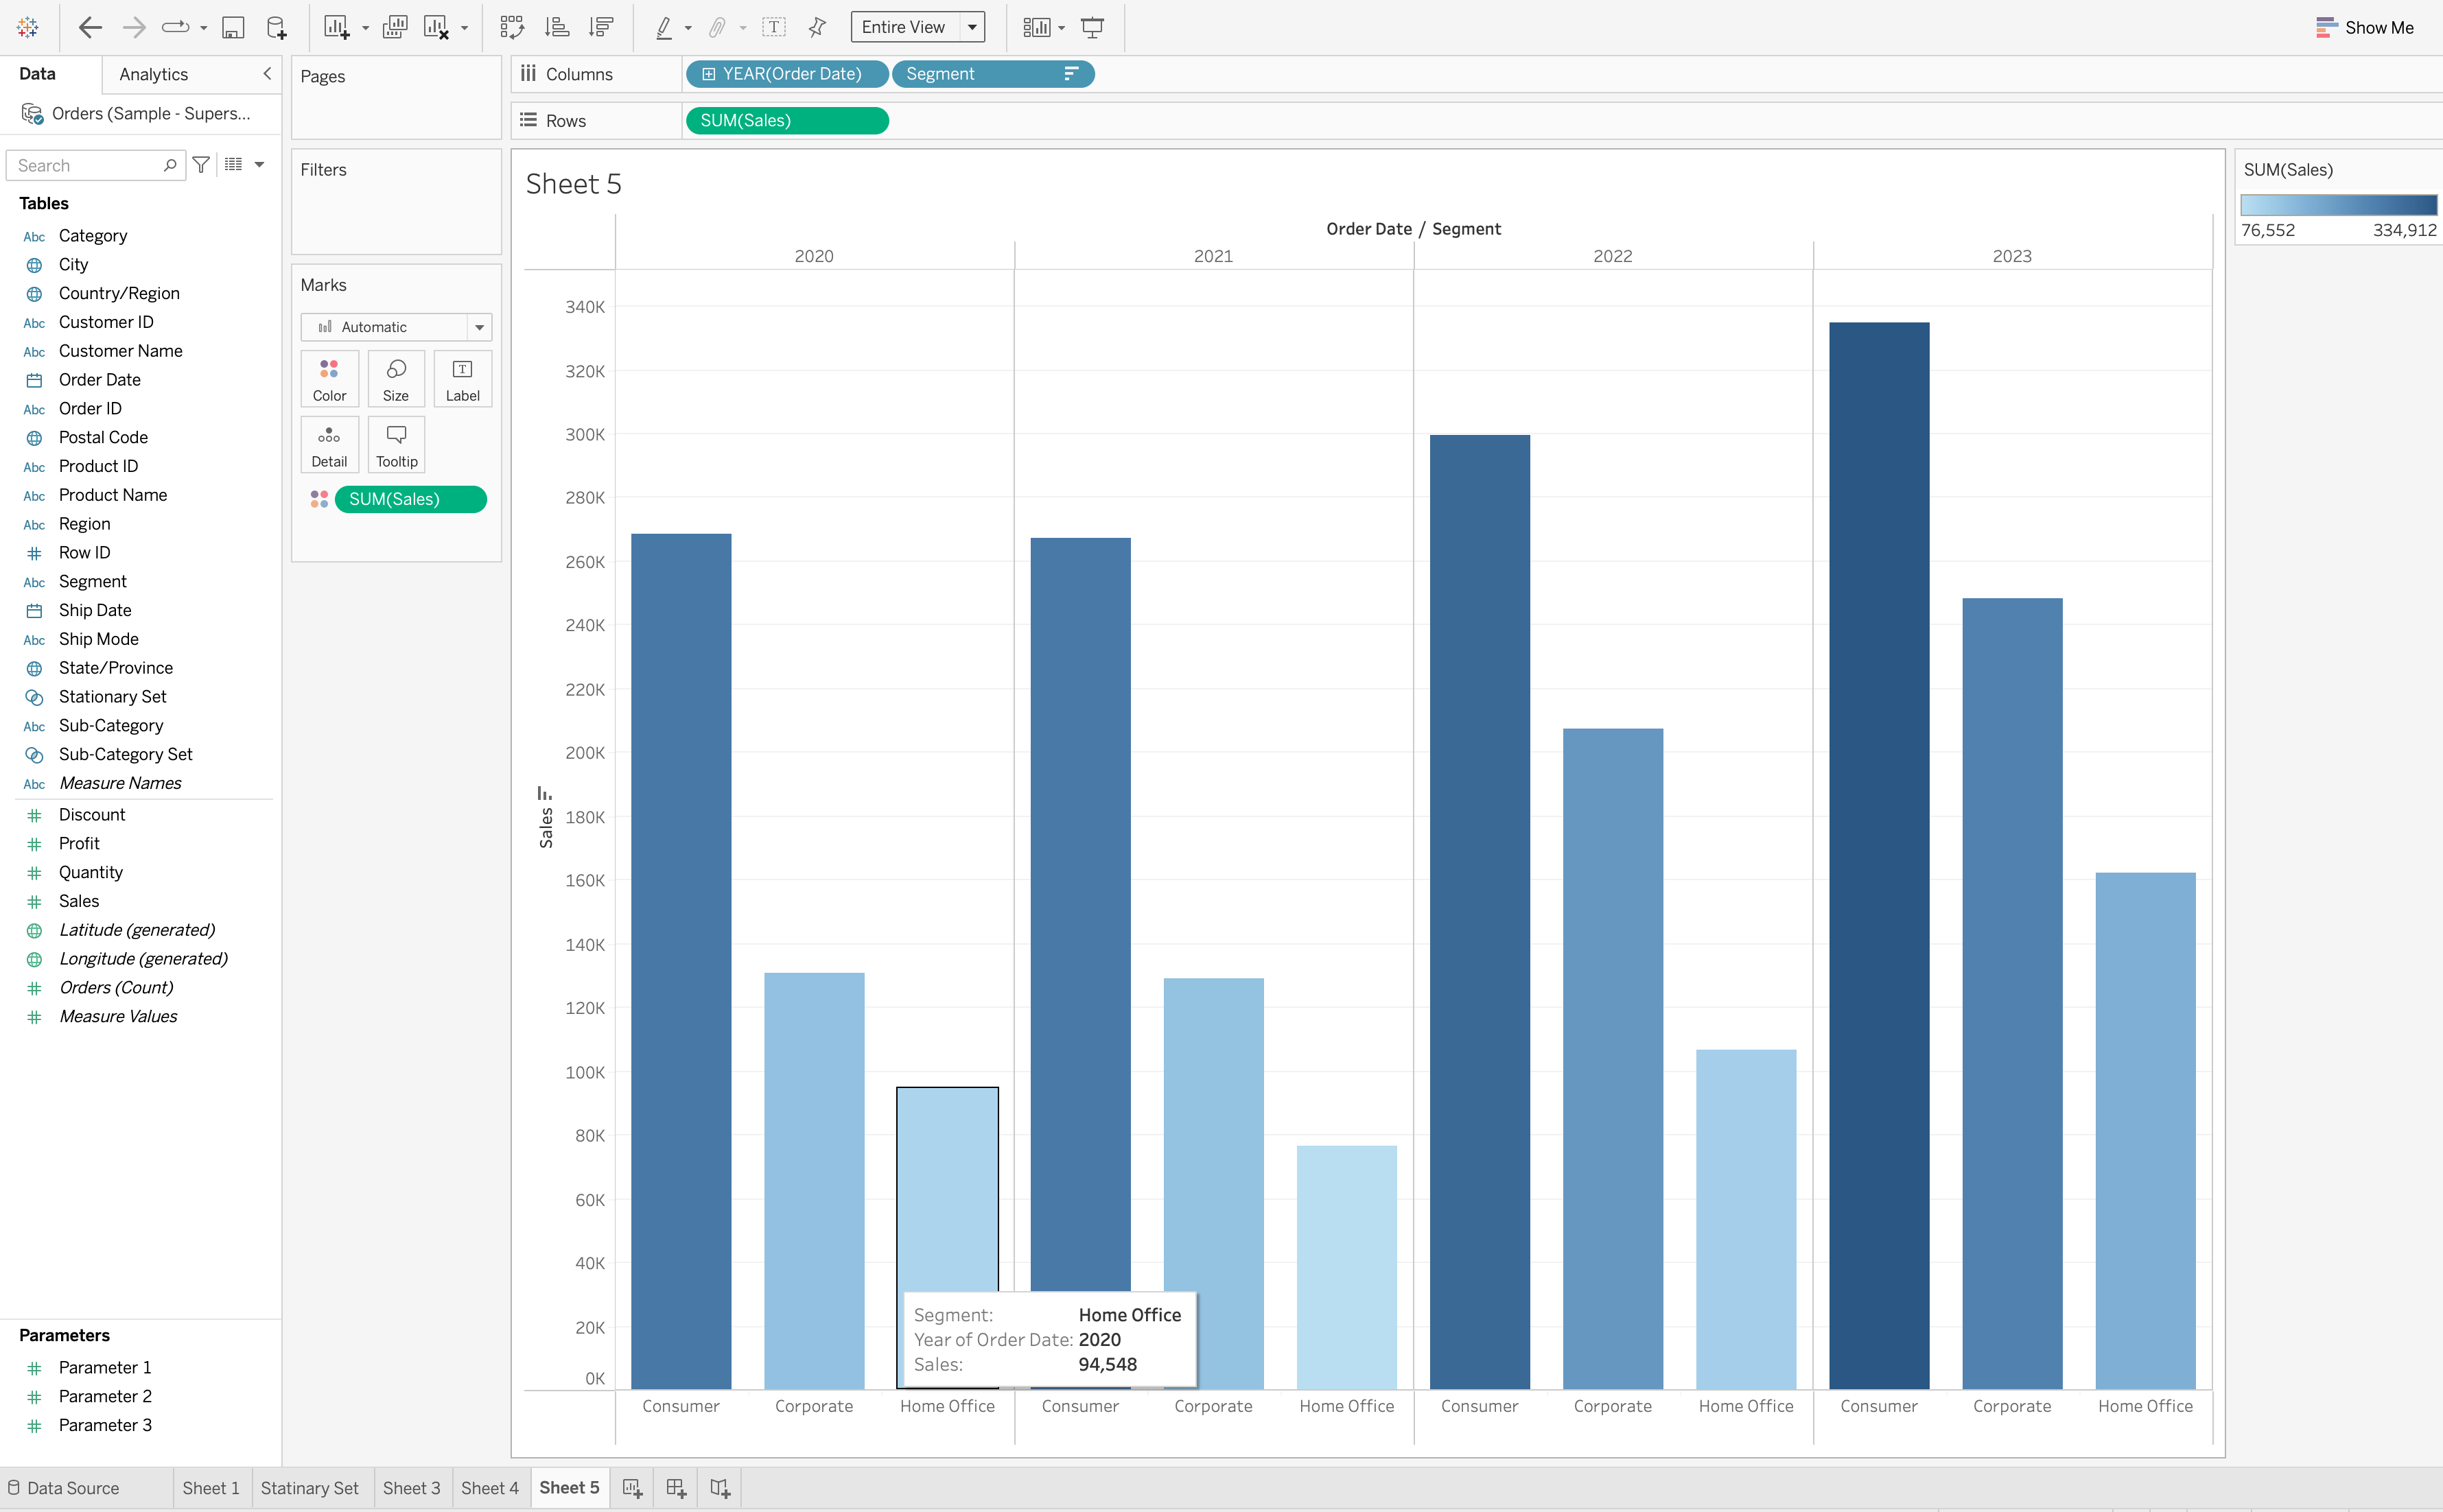 Entire View
Show Me
Data
Analytics
Orders (Sample - Supers...
Search
Tables
Abc Category
City
Country/Region
Abc Customer ID
Abc Customer Name
Order Date
Abc Order ID
Postal Code
Abc Product ID
Abc Product Name
Abc Region
Row ID
Abc Segment
Ship Date
Abc Ship Mode
State/Province
Stationary Set
Abc Sub-Category
Sub-Category Set
Abc Measure Names
Discount
Profit
Quantity
Sales
Latitude (generated)
Longitude (generated)
Orders (Count)
Measure Values
Parameters
Parameter 1
Parameter 2
Parameter 3
Pages
Filters
Marks
Automatic
Color Size Label
Detail Tooltip
SUM(Sales)
Columns YEAR(Order Date) Segment
Rows SUM(Sales)
Sheet 5
Order Date / Segment
2020 2021 2022 2023
Sales
340K
320K
300K
280K
260K
240K
220K
200K
180K
160K
140K
120K
100K
80K
60K
40K
20K
0K
Segment: Home Office
Year of Order Date: 2020
Sales: 94,548
Consumer Corporate Home Office Consumer Corporate Home Office Consumer Corporate Home Office Consumer Corporate Home Office
SUM(Sales)
76,552 334,912
Data Source Sheet 1 Statinary Set Sheet 3 Sheet 4 Sheet 5